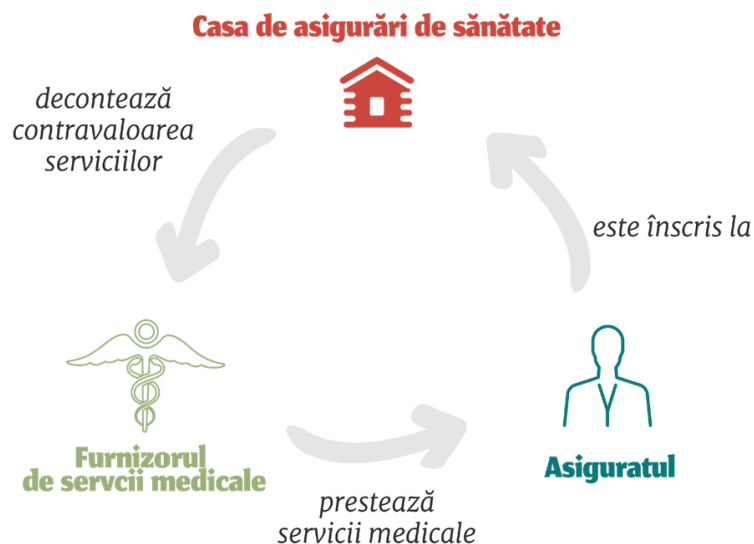 Casa de asigurări de sănătate
decontează
contravaloarea
serviciilor
este înscris la
Furnizorul
de servcii medicale
Asiguratul
prestează
servicii medicale